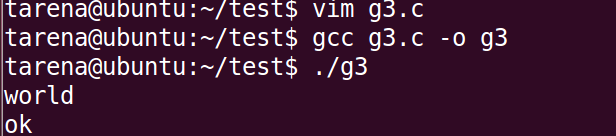 tarena@ubuntu:~/test$ vim g3.c
tarena@ubuntu:~/test$ gcc g3.c -o g3
tarena@ubuntu:~/test$ ./g3
world
ok